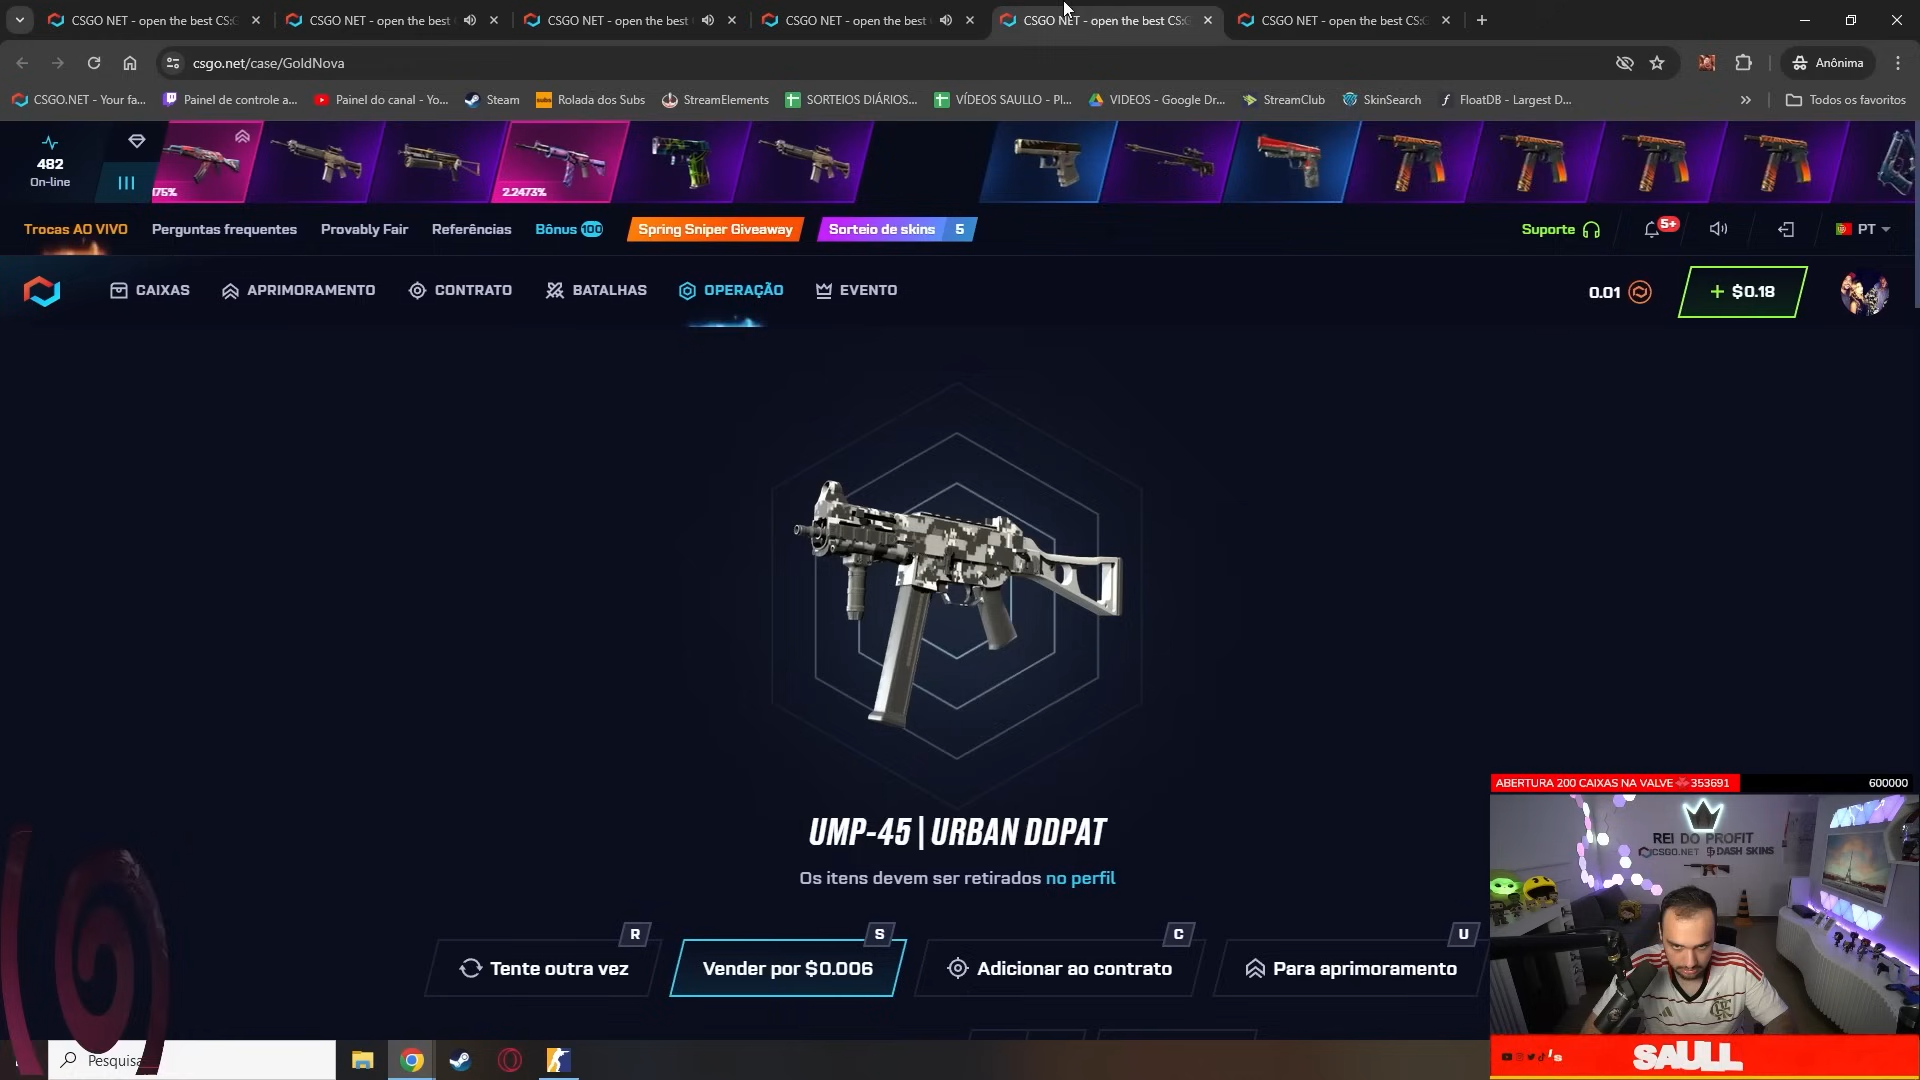 CSGO NET - open the best CS:G
CSGO NET - open the best
CSGO NET - open the best
CSGO NET - open the best
CSGO NET - open the best CS:G
CSGO NET - open the best CS:G
csgo.net/case/GoldNova
Anônima
CSGO.NET - Your fa...
Painel de controle a...
Painel do canal - Yo...
Steam
Rolada dos Subs
StreamElements
SORTEIOS DIÁRIOS...
VÍDEOS SAULLO - Pl...
VIDEOS - Google Dr...
StreamClub
SkinSearch
FloatDB - Largest D...
Todos os favoritos
482
On-line
2.2473%
Trocas AO VIVO
Perguntas frequentes
Provably Fair
Referências
Bônus 100
Spring Sniper Giveaway
Sorteio de skins 5
Suporte
5+
PT
CAIXAS
APRIMORAMENTO
CONTRATO
BATALHAS
OPERAÇÃO
EVENTO
0.01
+ $0.18
UMP-45 | URBAN DDPAT
Os itens devem ser retirados no perfil
R
Tente outra vez
S
Vender por $0.006
C
Adicionar ao contrato
U
Para aprimoramento
ABERTURA 200 CAIXAS NA VALVE 353691
600000
REI DO PROFIT
CSGO.NET DASH SKINS
SAULL
Pesquisa